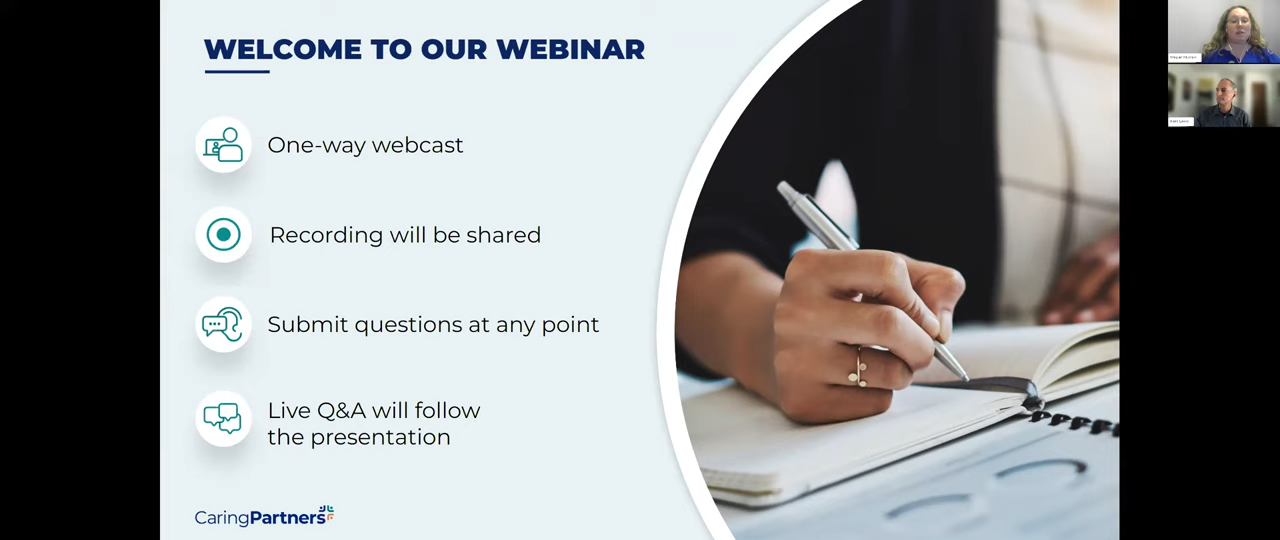 WELCOME TO OUR WEBINAR
One-way webcast
Recording will be shared
Submit questions at any point
Live Q&A will follow
the presentation
CaringPartners